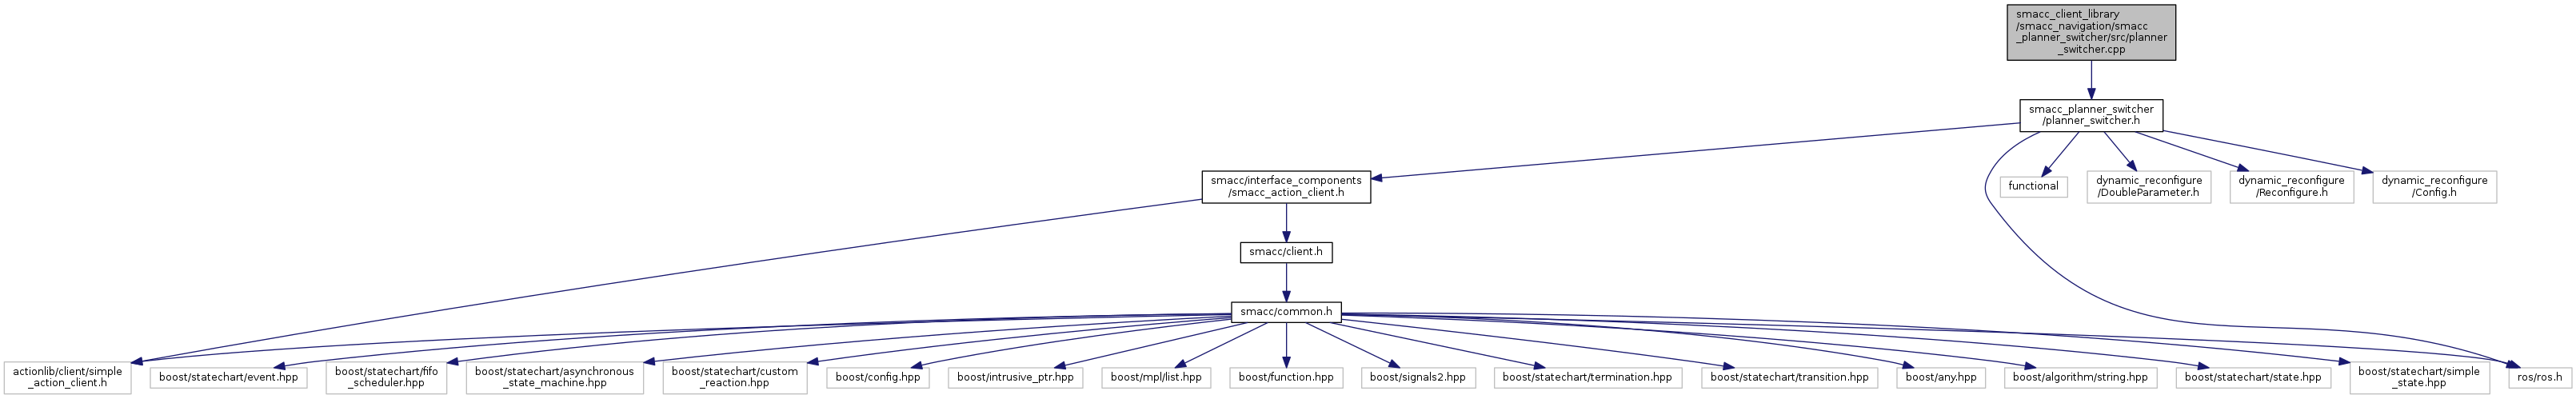 smacc_client_library
/smacc_navigation/smacc
_planner_switcher/src/planner
_switcher.cpp
smacc_planner_switcher
/planner_switcher.h
smacc/interface_components
/smacc_action_client.h
functional
dynamic_reconfigure
/DoubleParameter.h
dynamic_reconfigure
/Reconfigure.h
dynamic_reconfigure
/Config.h
smacc/client.h
smacc/common.h
actionlib/client/simple
_action_client.h
boost/statechart/event.hpp
boost/statechart/fifo
_scheduler.hpp
boost/statechart/asynchronous
_state_machine.hpp
boost/statechart/custom
_reaction.hpp
boost/config.hpp
boost/intrusive_ptr.hpp
boost/mpl/list.hpp
boost/function.hpp
boost/signals2.hpp
boost/statechart/termination.hpp
boost/statechart/transition.hpp
boost/any.hpp
boost/algorithm/string.hpp
boost/statechart/state.hpp
boost/statechart/simple
_state.hpp
ros/ros.h